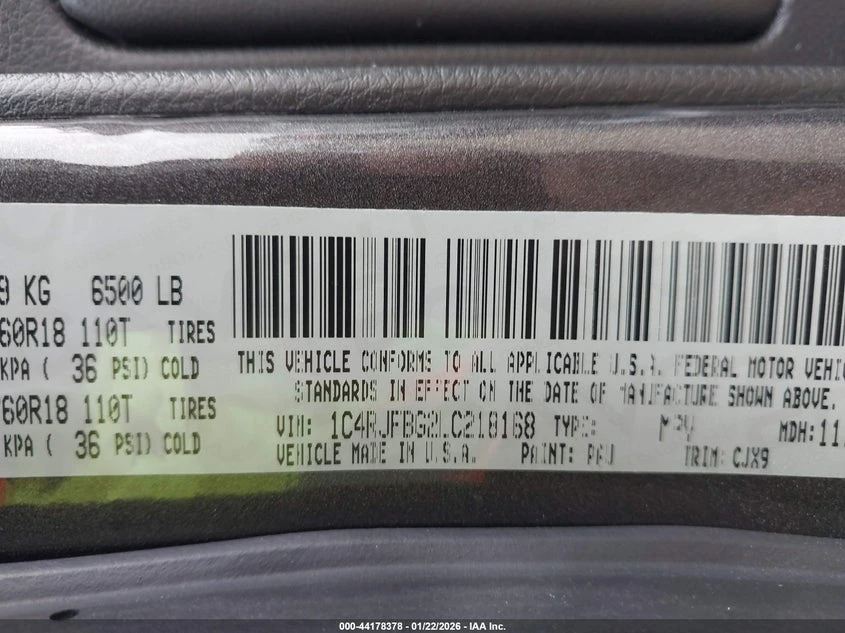 9 KG 6500 LB
60R18 110T TIRES
KPA ( 36 PSI) COLD
60R18 110T TIRES
KPA ( 36 PSI) COLD
THIS VEHICLE CONFORMS TO ALL APPLICABLE U.S.A. FEDERAL MOTOR VEHI
STANDARDS IN EFFECT ON THE DATE OF MANUFACTURE SHOWN ABOVE.
VIN: 1C4RJFBG2LC218168 TYPE: MPV MDH: 11
VEHICLE MADE IN U.S.A. PAINT: PAU TRIM: CJX9
000-44178378 - 01/22/2026 - IAA Inc.